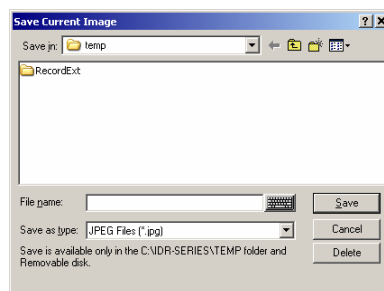 Save Current Image
Save in: temp
RecordExt
File name:
Save
Save as type: JPEG Files (*.jpg)
Cancel
Save is available only in the C:\IDR-SERIES\TEMP folder and
Removable disk.
Delete